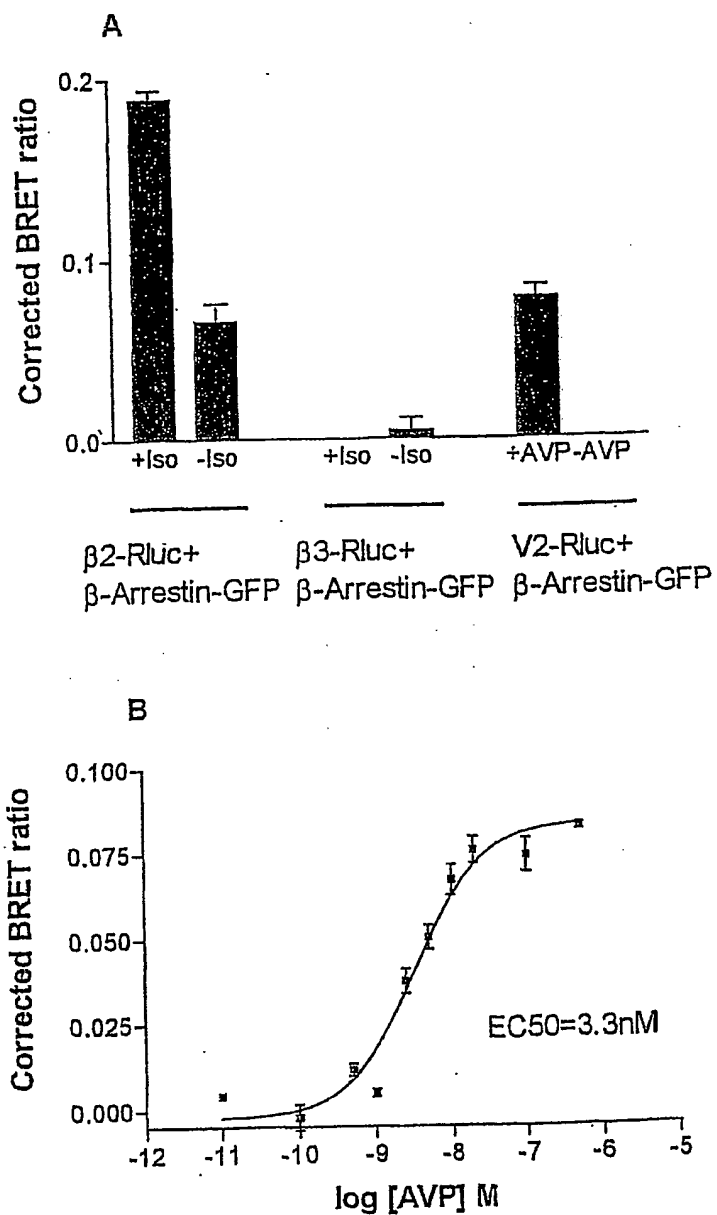 A
Corrected BRET ratio
0.2
0.1
0.0
+Iso -Iso
+Iso -Iso
+AVP -AVP
β2-Rluc+
β-Arrestin-GFP
β3-Rluc+
β-Arrestin-GFP
V2-Rluc+
β-Arrestin-GFP
B
Corrected BRET ratio
0.100
0.075
0.050
0.025
0.000
EC50=3.3nM
-12 -11 -10 -9 -8 -7 -6 -5
log [AVP] M